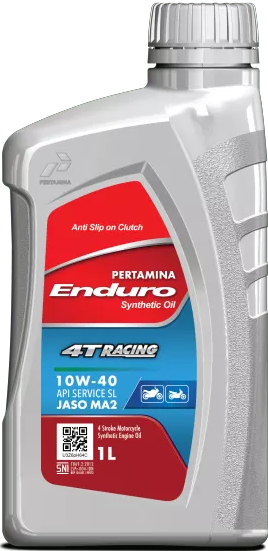 PERTAMINA
Anti Slip on Clutch
PERTAMINA
Enduro
Synthetic Oil
4T RACING
10W-40
API SERVICE SL
JASO MA2
4 Stroke Motorcycle
Synthetic Engine Oil
1L
SNI